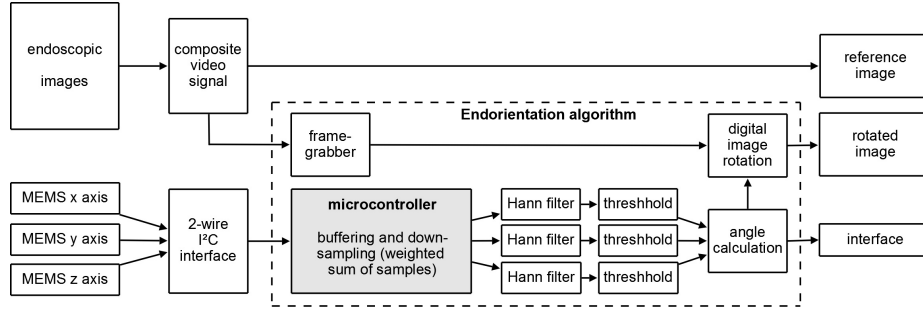 endoscopic
images
composite
video
signal
reference
image
Endorientation algorithm
frame-
grabber
digital
image
rotation
rotated
image
MEMS x axis
MEMS y axis
MEMS z axis
2-wire
I²C
interface
microcontroller
buffering and down-
sampling (weighted
sum of samples)
Hann filter
threshhold
Hann filter
threshhold
Hann filter
threshhold
angle
calculation
interface